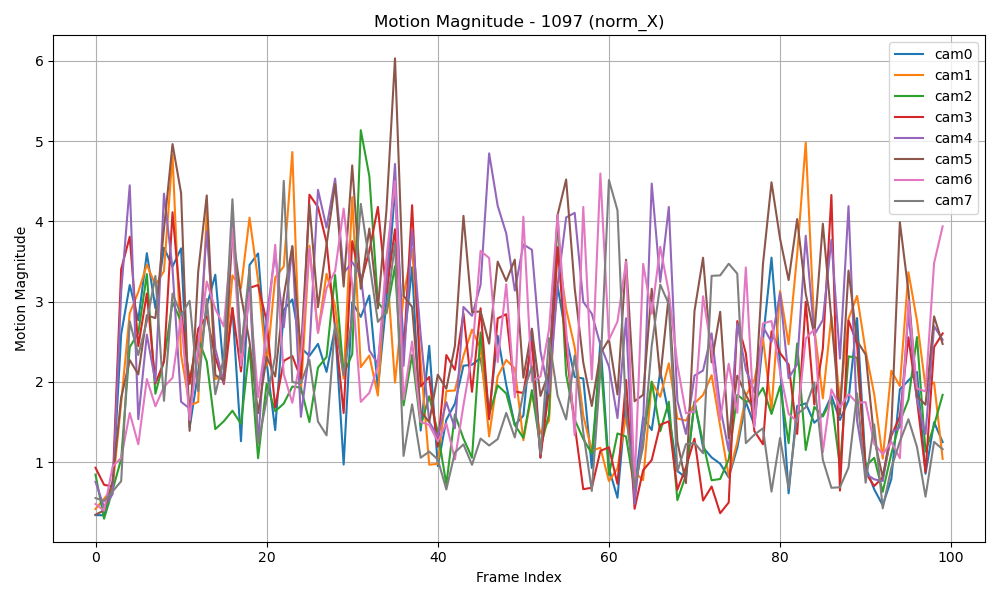 Motion Magnitude - 1097 (norm_X)
Motion Magnitude
6
5
4
3
2
1
0
20
40
60
80
100
Frame Index
cam0
cam1
cam2
cam3
cam4
cam5
cam6
cam7